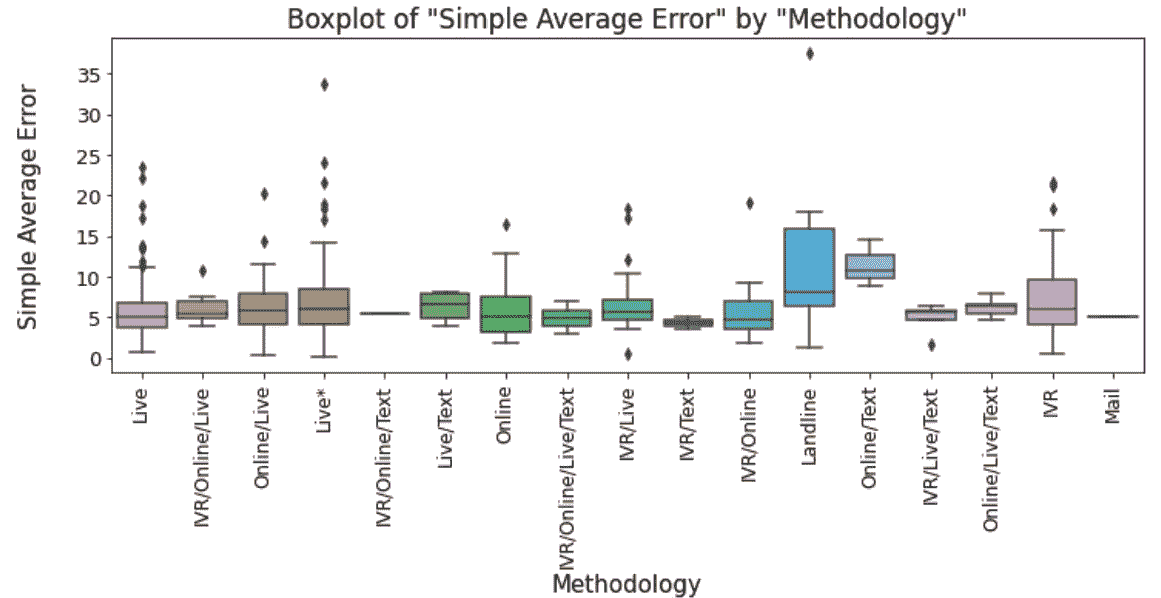 Boxplot of "Simple Average Error" by "Methodology"
Simple Average Error
35
30
25
20
15
10
5
0
Live
IVR/Online/Live
Online/Live
Live*
IVR/Online/Text
Live/Text
Online
IVR/Online/Live/Text
IVR/Live
IVR/Text
IVR/Online
Landline
Online/Text
IVR/Live/Text
Online/Live/Text
IVR
Mail
Methodology